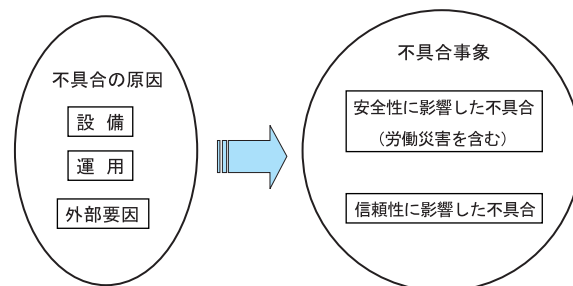 不具合の原因
設 備
運 用
外部要因
不具合事象
安全性に影響した不具合
（労働災害を含む）
信頼性に影響した不具合